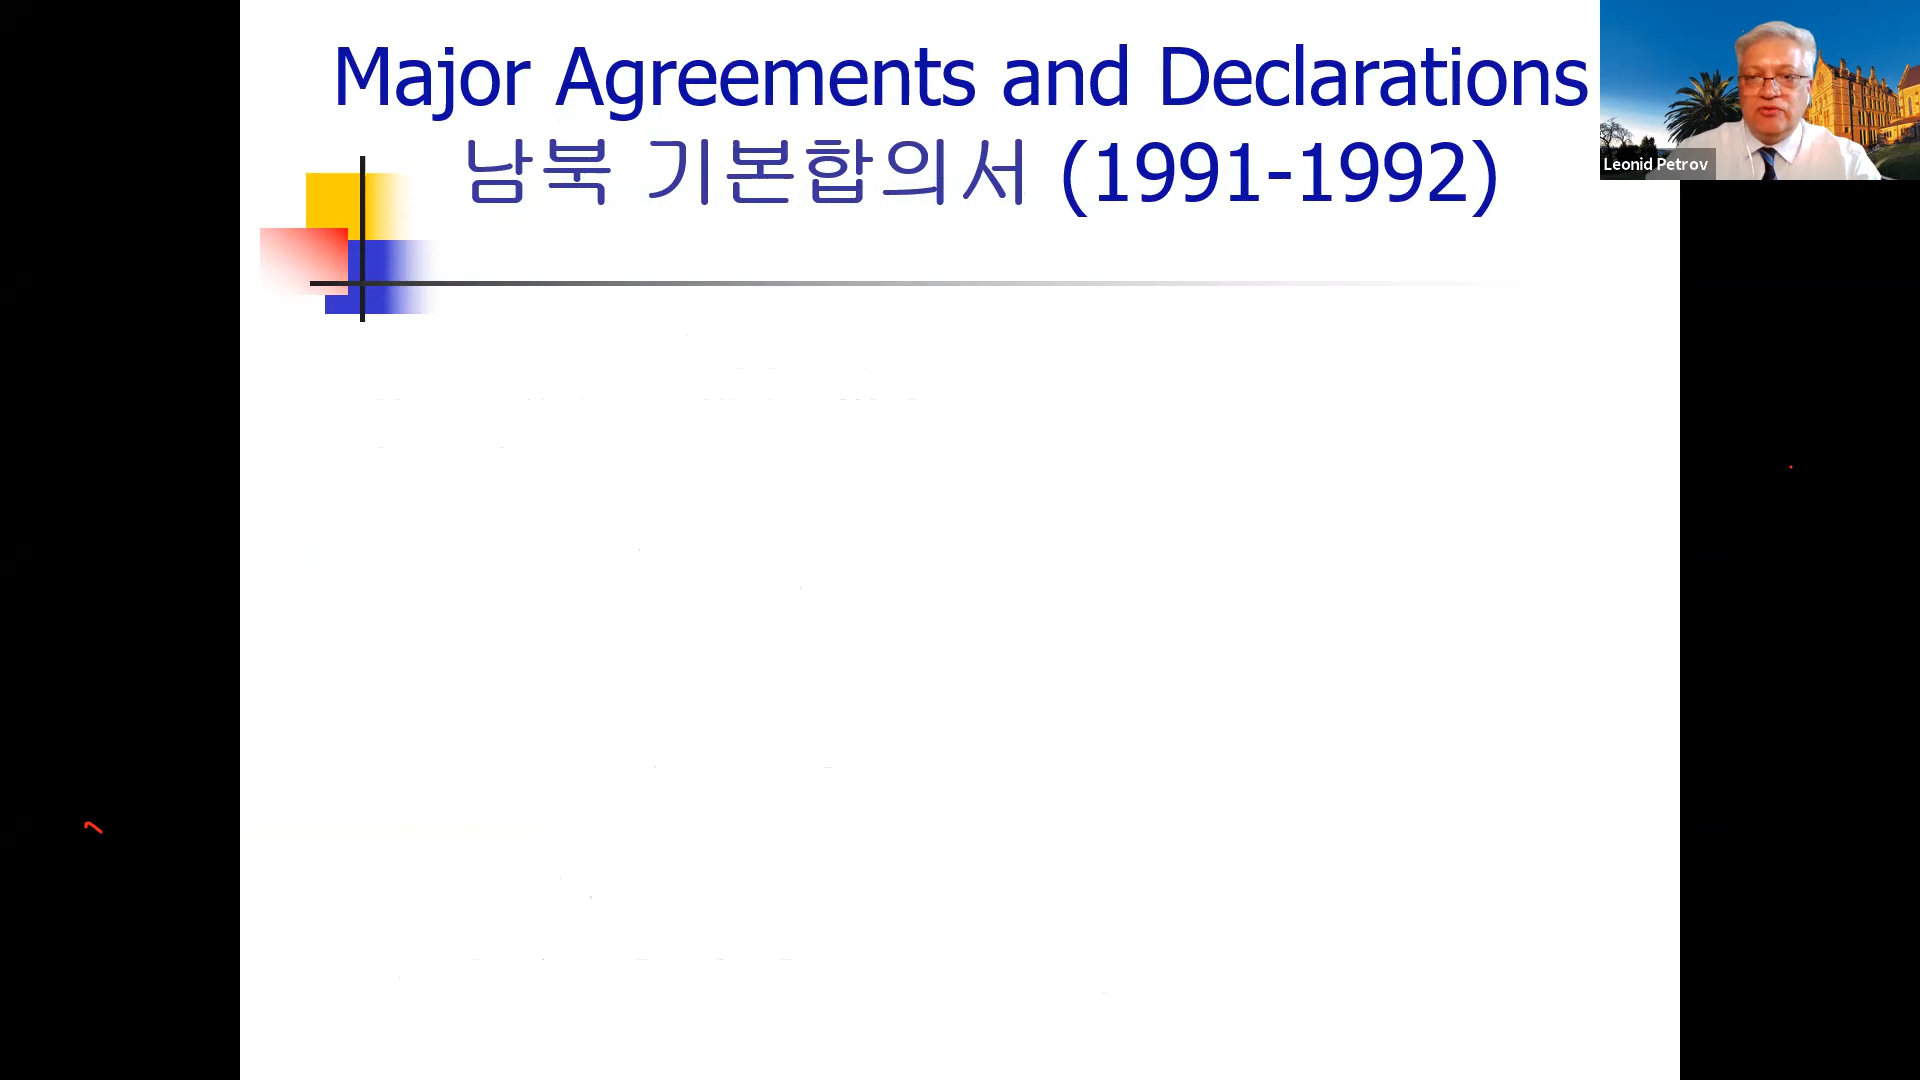 Major Agreements and Declarations
남북 기본합의서 (1991-1992)
Leonid Petrov